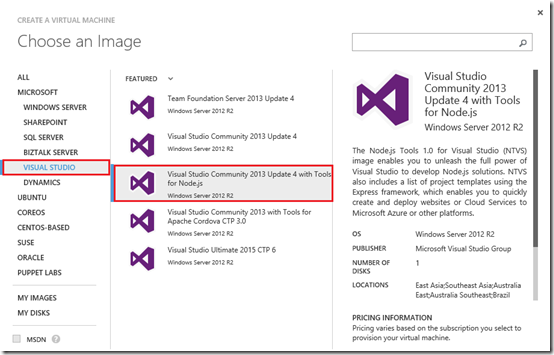 CREATE A VIRTUAL MACHINE
Choose an Image
ALL
MICROSOFT
WINDOWS SERVER
SHAREPOINT
SQL SERVER
BIZTALK SERVER
VISUAL STUDIO
DYNAMICS
UBUNTU
COREOS
CENTOS-BASED
SUSE
ORACLE
PUPPET LABS
MY IMAGES
MY DISKS
MSDN ?
FEATURED
Team Foundation Server 2013 Update 4
Windows Server 2012 R2
Visual Studio Community 2013 Update 4
Windows Server 2012 R2
Visual Studio Community 2013 Update 4 with Tools
for Node.js
Windows Server 2012 R2
Visual Studio Community 2013 with Tools for
Apache Cordova CTP 3.0
Windows Server 2012 R2
Visual Studio Ultimate 2015 CTP 6
Windows Server 2012 R2
Visual Studio
Community 2013
Update 4 with Tools
for Node.js
Windows Server 2012 R2
The Node.js Tools 1.0 for Visual Studio (NTVS)
image enables you to unleash the full power of
Visual Studio to develop Node.js solutions. NTVS
also includes a list of project templates using the
Express framework, which enables you to quickly
create and deploy websites or Cloud Services to
Microsoft Azure or other platforms.
OS Windows Server 2012 R2
PUBLISHER Microsoft Visual Studio Group
NUMBER OF
DISKS 1
LOCATIONS East Asia;Southeast Asia;Australia
East;Australia Southeast;Brazil
PRICING INFORMATION
Pricing varies based on the subscription you select to
provision your virtual machine.